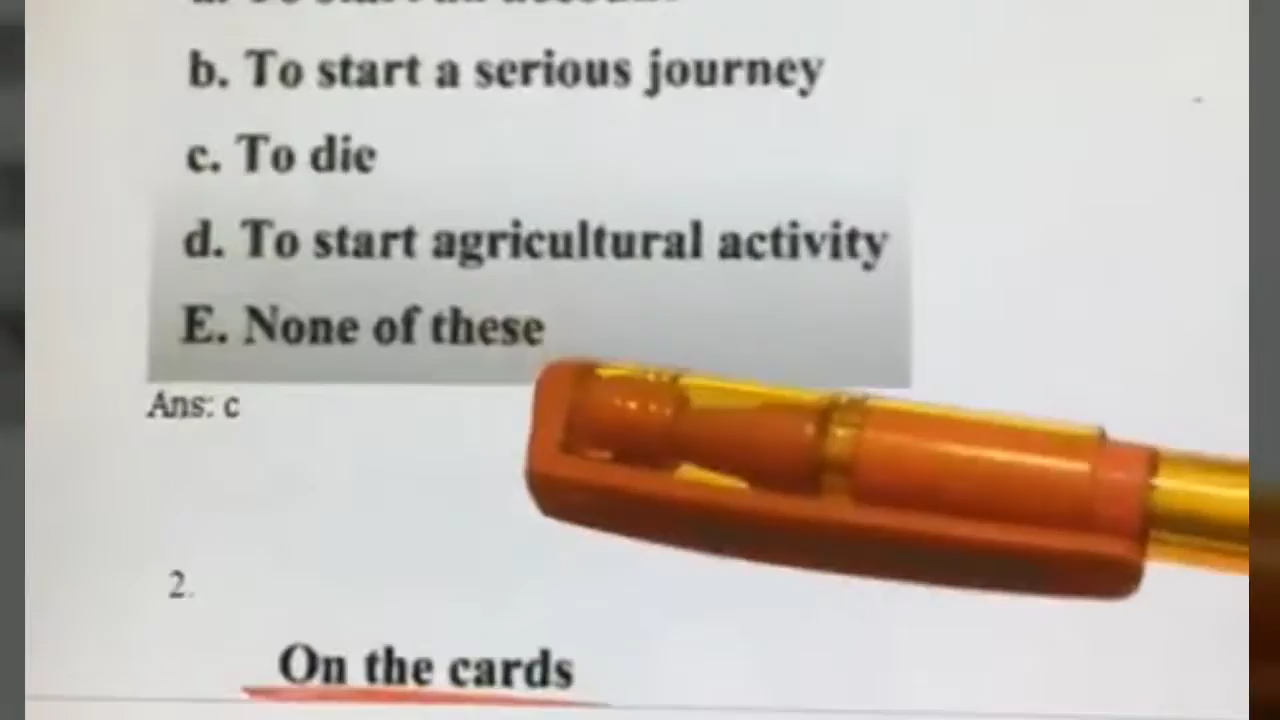 b. To start a serious journey
c. To die
d. To start agricultural activity
E. None of these
Ans: c
2.
On the cards